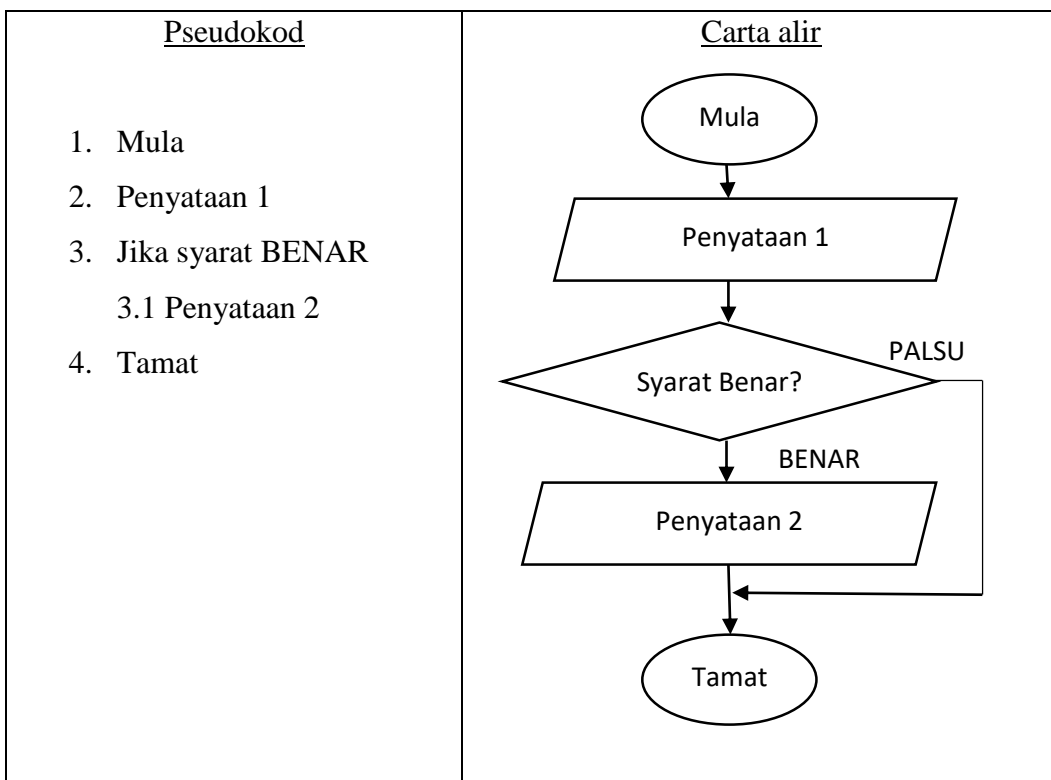 Pseudokod
1. Mula
2. Penyataan 1
3. Jika syarat BENAR
3.1 Penyataan 2
4. Tamat
Carta alir
Mula
Penyataan 1
Syarat Benar?
PALSU
BENAR
Penyataan 2
Tamat